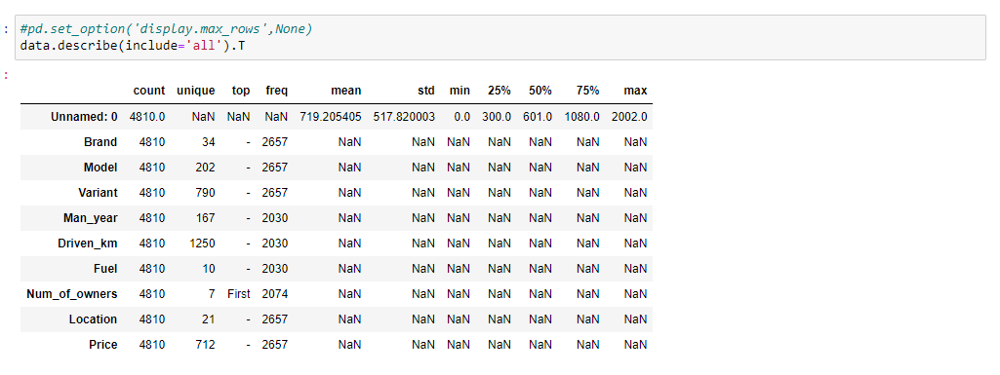 : #pd.set_option('display.max_rows',None)
data.describe(include='all').T
:
count unique top freq mean std min 25% 50% 75% max
Unnamed: 0 4810.0 NaN NaN NaN 719.205405 517.820003 0.0 300.0 601.0 1080.0 2002.0
Brand 4810 34 - 2657 NaN NaN NaN NaN NaN NaN NaN
Model 4810 202 - 2657 NaN NaN NaN NaN NaN NaN NaN
Variant 4810 790 - 2657 NaN NaN NaN NaN NaN NaN NaN
Man_year 4810 167 - 2030 NaN NaN NaN NaN NaN NaN NaN
Driven_km 4810 1250 - 2030 NaN NaN NaN NaN NaN NaN NaN
Fuel 4810 10 - 2030 NaN NaN NaN NaN NaN NaN NaN
Num_of_owners 4810 7 First 2074 NaN NaN NaN NaN NaN NaN NaN
Location 4810 21 - 2657 NaN NaN NaN NaN NaN NaN NaN
Price 4810 712 - 2657 NaN NaN NaN NaN NaN NaN NaN